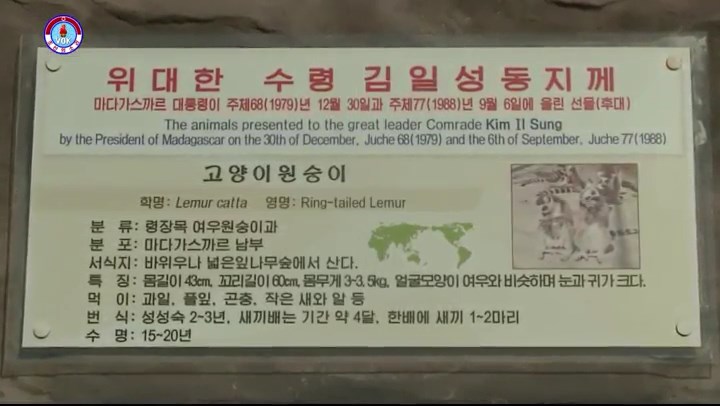 VOK
위대한 수령 김일성동지께
마다가스까르 대통령이 주체68(1979)년 12월 30일과 주체77(1988)년 9월 6일에 올린 선물(후대)
The animals presented to the great leader Comrade Kim Il Sung
by the President of Madagascar on the 30th of December, Juche 68(1979) and the 6th of September, Juche 77(1988)
고양이원숭이
학명: Lemur catta 영명: Ring-tailed Lemur
분 류: 령장목 여우원숭이과
분 포: 마다가스까르 남부
서식지: 바위우나 넓은잎나무숲에서 산다.
특 징: 몸길이 43cm, 꼬리길이 60cm, 몸무게 3~3.5kg, 얼굴모양이 여우와 비슷하며 눈과 귀가 크다.
먹 이: 과일, 풀잎, 곤충, 작은 새와 알 등
번 식: 성성숙 2~3년, 새끼배는 기간 약 4달, 한배에 새끼 1~2마리
수 명: 15~20년